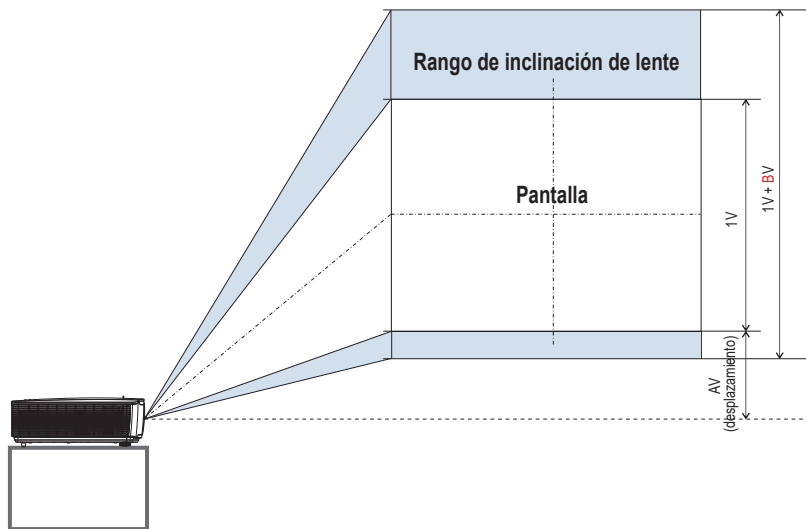 Rango de inclinación de lente
Pantalla
1V
1V + BV
AV
(desplazamiento)